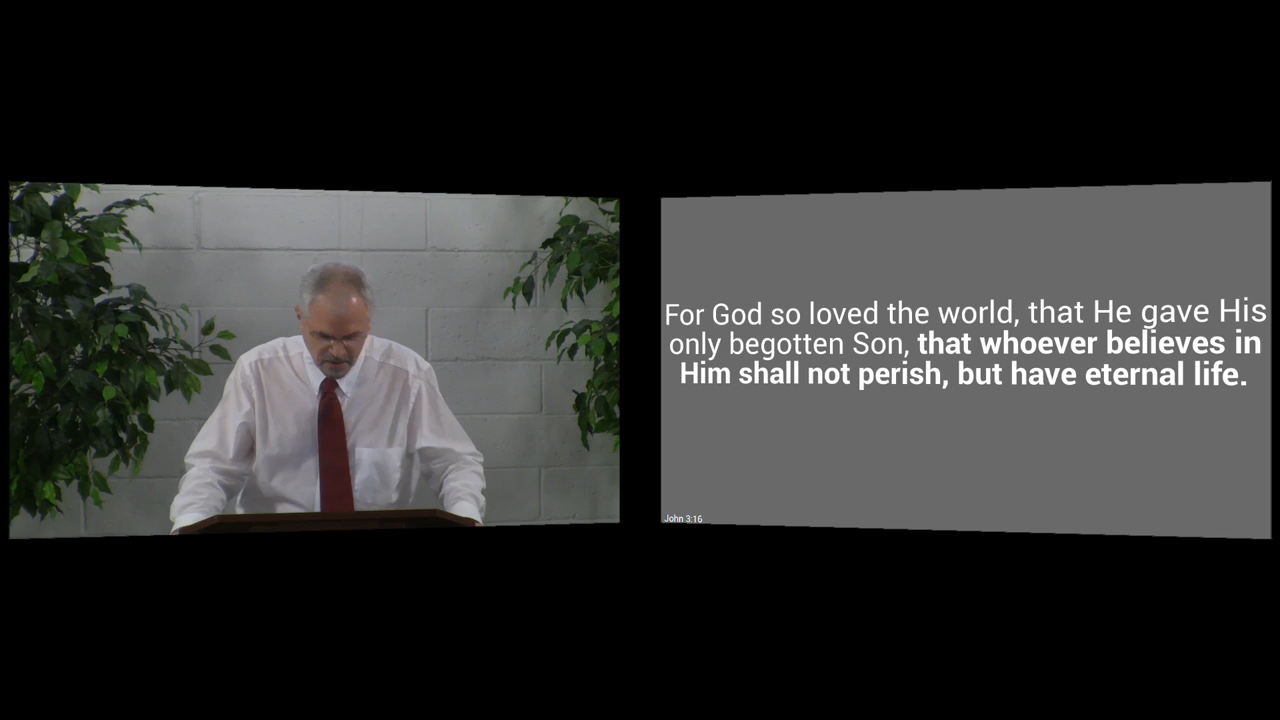 For God so loved the world, that He gave His
only begotten Son, that whoever believes in
Him shall not perish, but have eternal life.
John 3:16